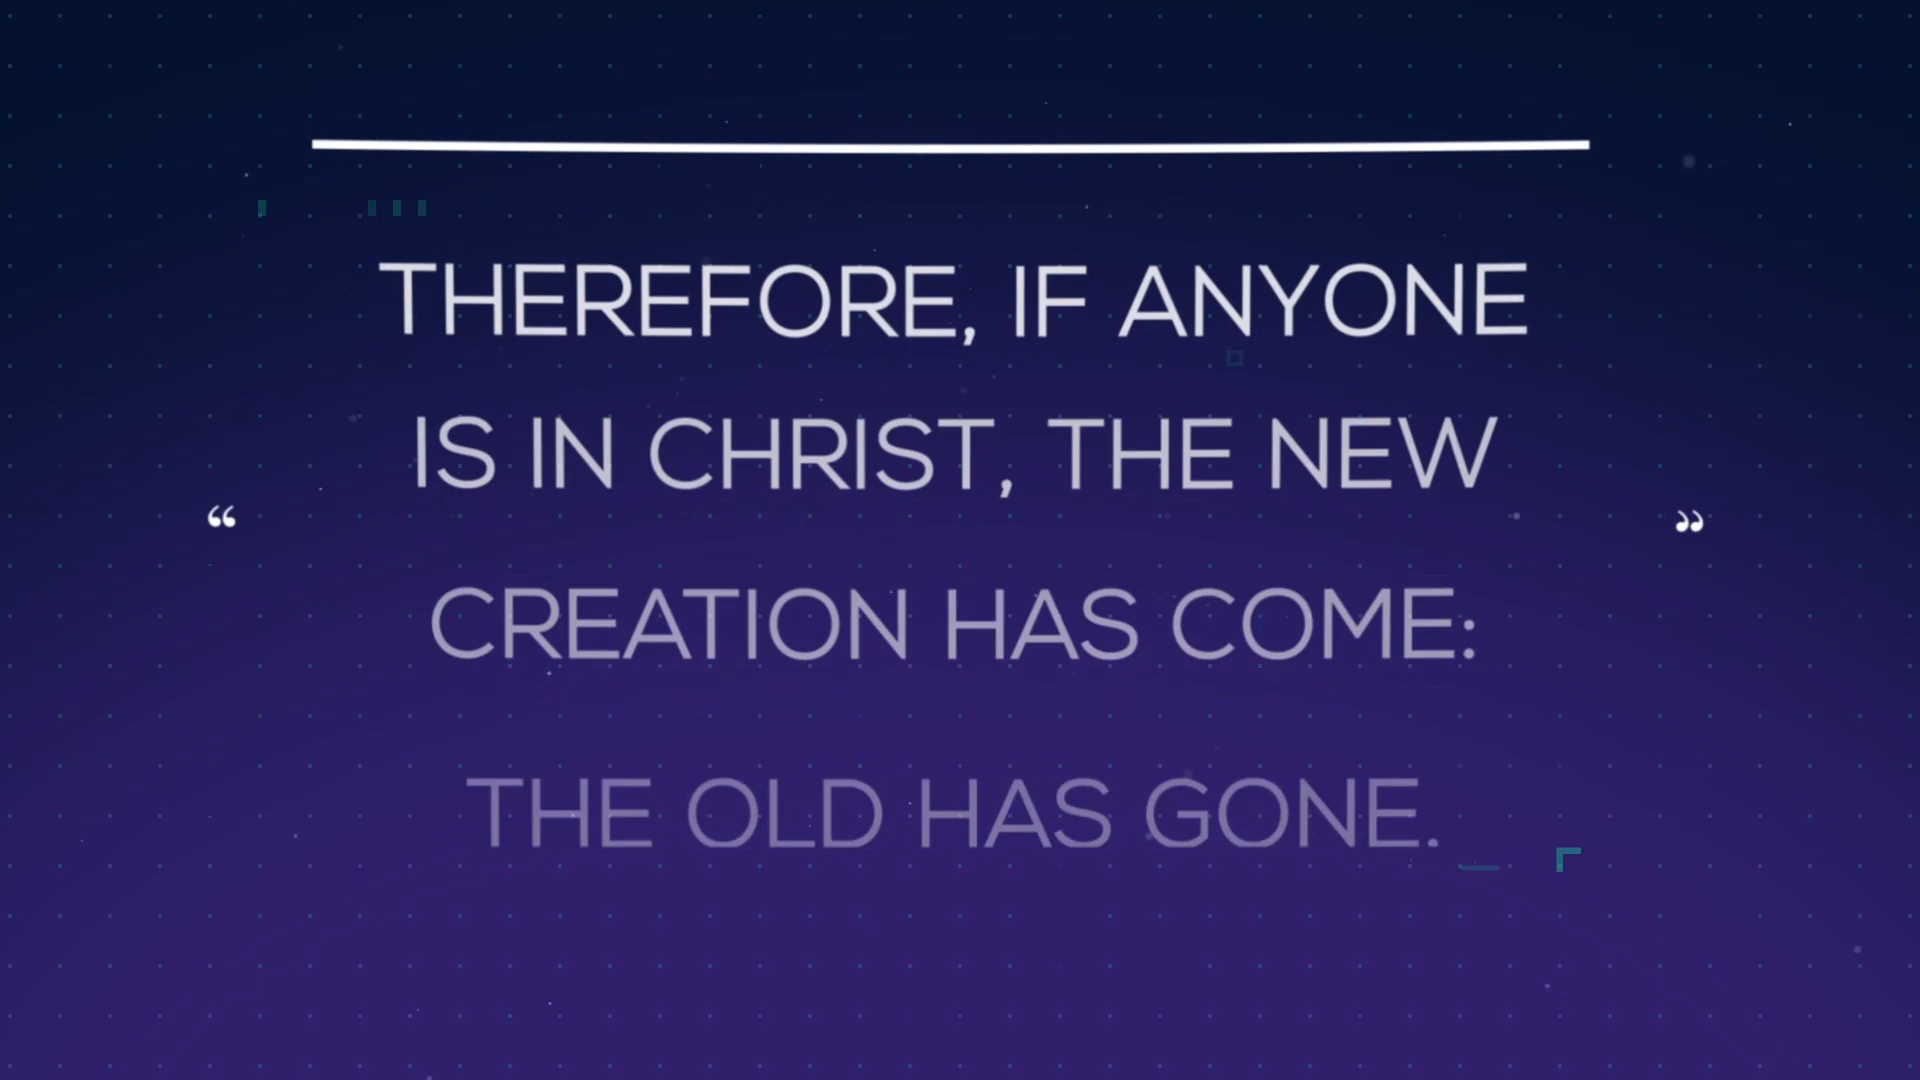 THEREFORE, IF ANYONE
IS IN CHRIST, THE NEW
“ ”
CREATION HAS COME:
THE OLD HAS GONE.